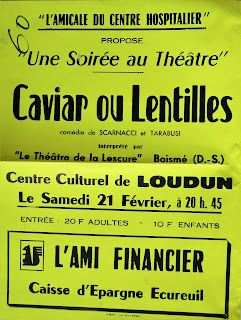 60
"L'AMICALE DU CENTRE HOSPITALIER"
PROPOSE
"Une Soirée au Théâtre"
Caviar ou Lentilles
comédie de SCARNACCI et TARABUSI
interprété par
"Le Théâtre de la Lescure" Boismé (D.-S.)
Centre Culturel de LOUDUN
Le Samedi 21 Février, à 20 h. 45
ENTRÉE : 20 F ADULTES - 10 F ENFANTS
L'AMI FINANCIER
Caisse d'Epargne Ecureuil